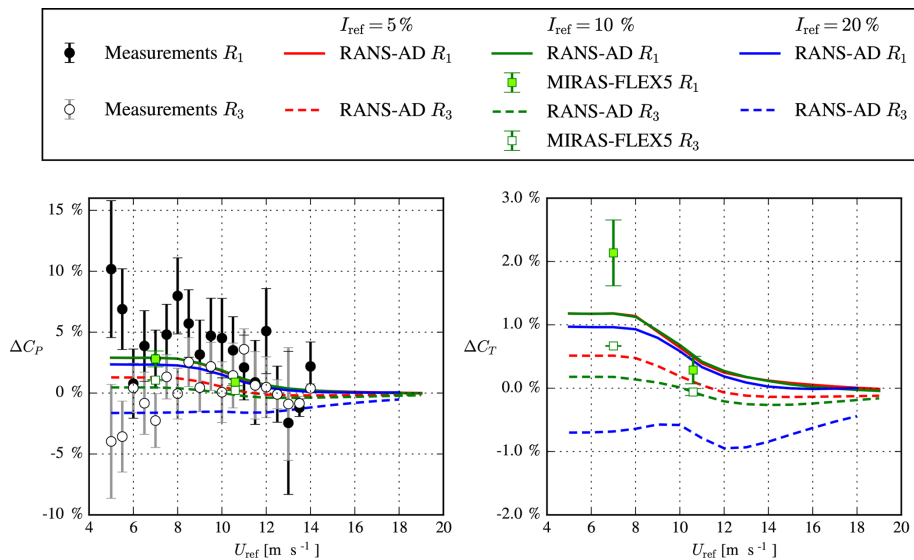 I_ref = 5 % I_ref = 10 % I_ref = 20 %
Measurements R_1 RANS-AD R_1 RANS-AD R_1 RANS-AD R_1
MIRAS-FLEX5 R_1
Measurements R_3 RANS-AD R_3 RANS-AD R_3 RANS-AD R_3
MIRAS-FLEX5 R_3
15 %
10 %
5 %
0 %
-5 %
-10 %
ΔC_P
4 6 8 10 12 14 16 18 20
U_ref [m s⁻¹]
3.0 %
2.0 %
1.0 %
0.0 %
-1.0 %
-2.0 %
ΔC_T
4 6 8 10 12 14 16 18 20
U_ref [m s⁻¹]